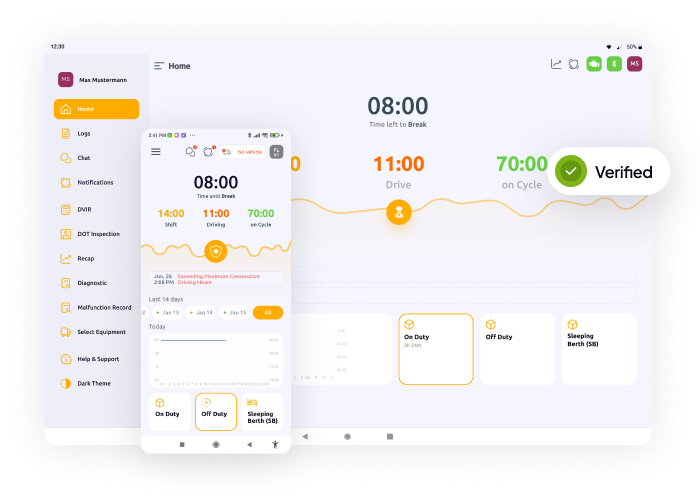 12:30
50%
MS
Max Mustermann
Home
Logs
Chat
Notifications
DVIR
DOT Inspection
Recap
Diagnostic
Malfunction Record
Select Equipment
Help & Support
Dark Theme
Home
MS
08:00
Time left to Break
11:00
Drive
70:00
on Cycle
Verified
On Duty
3h 24m
Off Duty
Sleeping
Berth (SB)
2:41 PM
No vehicle
08:00
Time until Break
14:00
11:00
70:00
Shift
Driving
on Cycle
Jun, 26
2:08 PM
Exceeding Maximum Consecutive
Driving Hours
Last 14 days
Jan 13
Jan 14
Jan 15
Today
On Duty
Off Duty
Sleeping
Berth (SB)